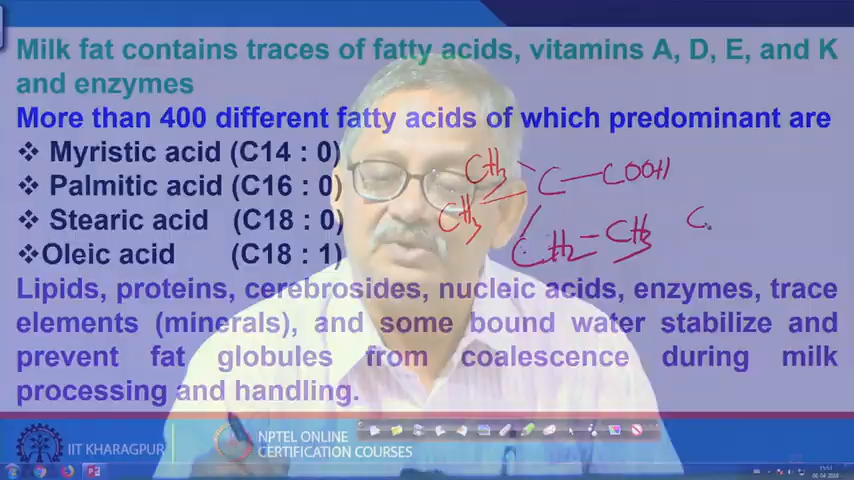 Milk fat contains traces of fatty acids, vitamins A, D, E, and K
and enzymes
More than 400 different fatty acids of which predominant are
❖ Myristic acid (C14 : 0)
❖ Palmitic acid (C16 : 0)
❖ Stearic acid (C18 : 0)
❖Oleic acid (C18 : 1)
CH3
C—COOH
CH3
CH2–CH3
C
Lipids, proteins, cerebrosides, nucleic acids, enzymes, trace
elements (minerals), and some bound water stabilize and
prevent fat globules from coalescence during milk
processing and handling.
IIT KHARAGPUR
NPTEL ONLINE
CERTIFICATION COURSES